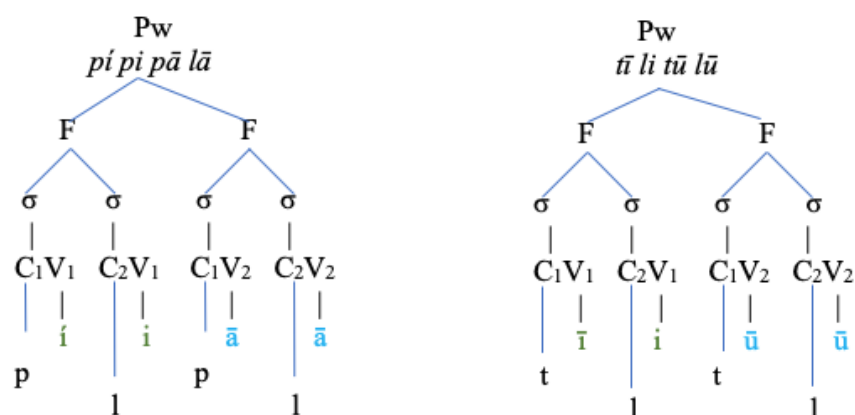 Pw Pw
pí pi pā lā tī li tū lū
F F F F
σ σ σ σ σ σ σ σ
C₁V₁ C₂V₁ C₁V₂ C₂V₂ C₁V₁ C₂V₁ C₁V₂ C₂V₂
í i ā ā ī i ū ū
p p t t
l l l l